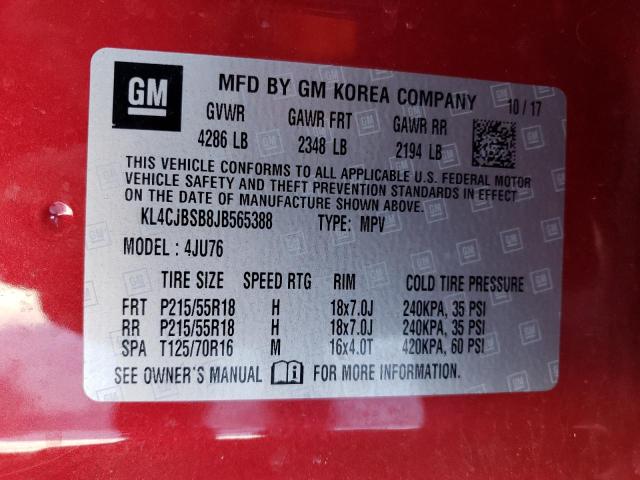 GM MFD BY GM KOREA COMPANY 10/17
GVWR GAWR FRT GAWR RR
4286 LB 2348 LB 2194 LB
THIS VEHICLE CONFORMS TO ALL APPLICABLE U.S. FEDERAL MOTOR
VEHICLE SAFETY AND THEFT PREVENTION STANDARDS IN EFFECT
ON THE DATE OF MANUFACTURE SHOWN ABOVE.
KL4CJBSB8JB565388 TYPE: MPV
MODEL : 4JU76
TIRE SIZE SPEED RTG RIM COLD TIRE PRESSURE
FRT P215/55R18 H 18x7.0J 240KPA, 35 PSI
RR P215/55R18 H 18x7.0J 240KPA, 35 PSI
SPA T125/70R16 M 16x4.0T 420KPA, 60 PSI
SEE OWNER'S MANUAL FOR MORE INFORMATION.